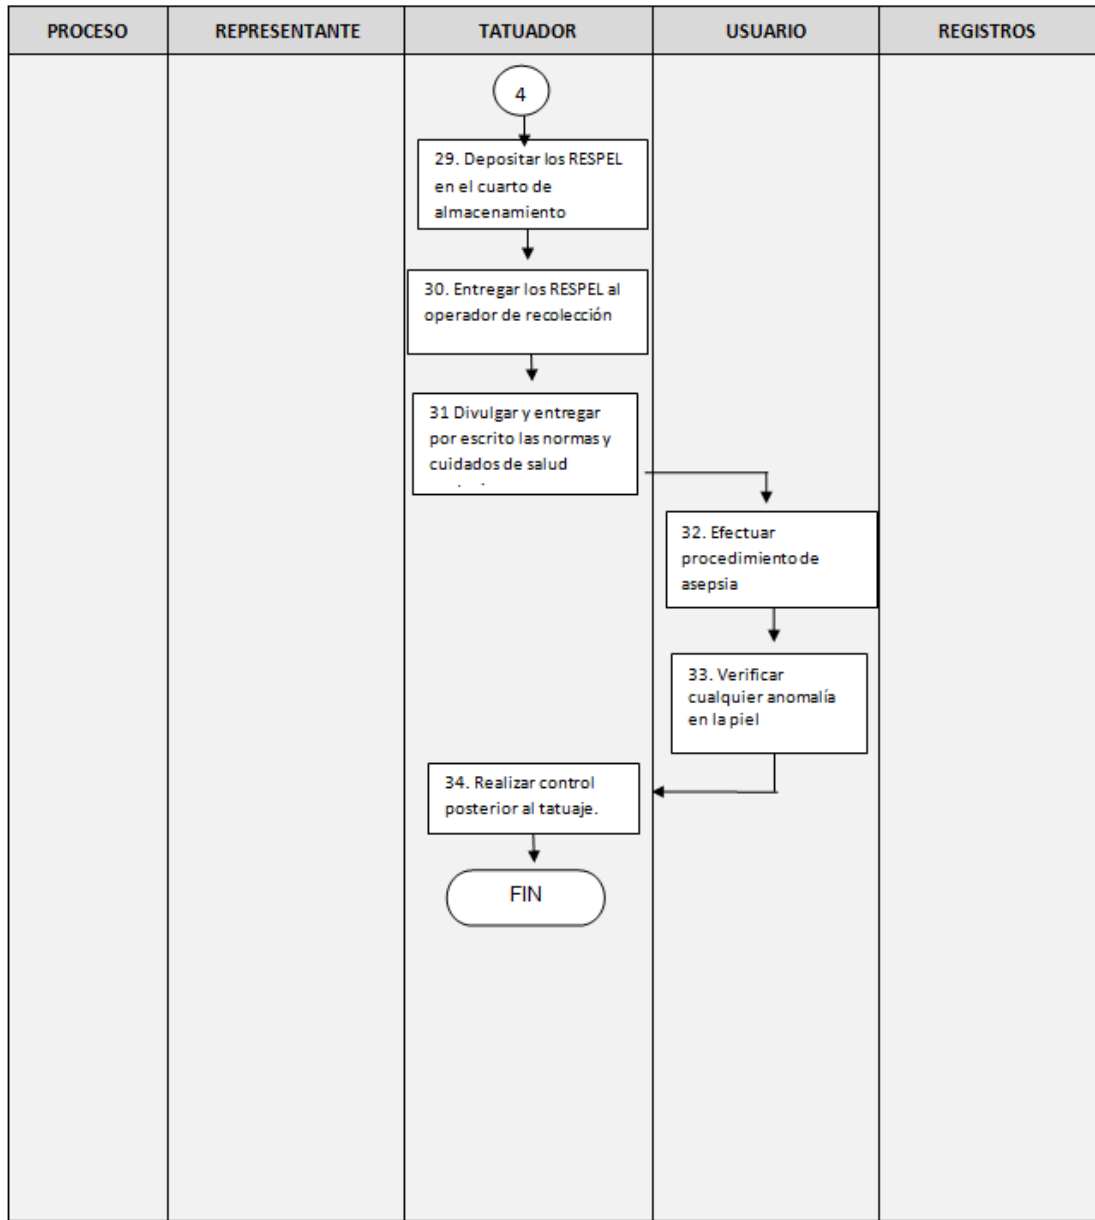 PROCESO
REPRESENTANTE
TATUADOR
USUARIO
REGISTROS
4
29. Depositar los RESPEL
en el cuarto de
almacenamiento
30. Entregar los RESPEL al
operador de recolección
31 Divulgar y entregar
por escrito las normas y
cuidados de salud
32. Efectuar
procedimiento de
asepsia
33. Verificar
cualquier anomalía
en la piel
34. Realizar control
posterior al tatuaje.
FIN